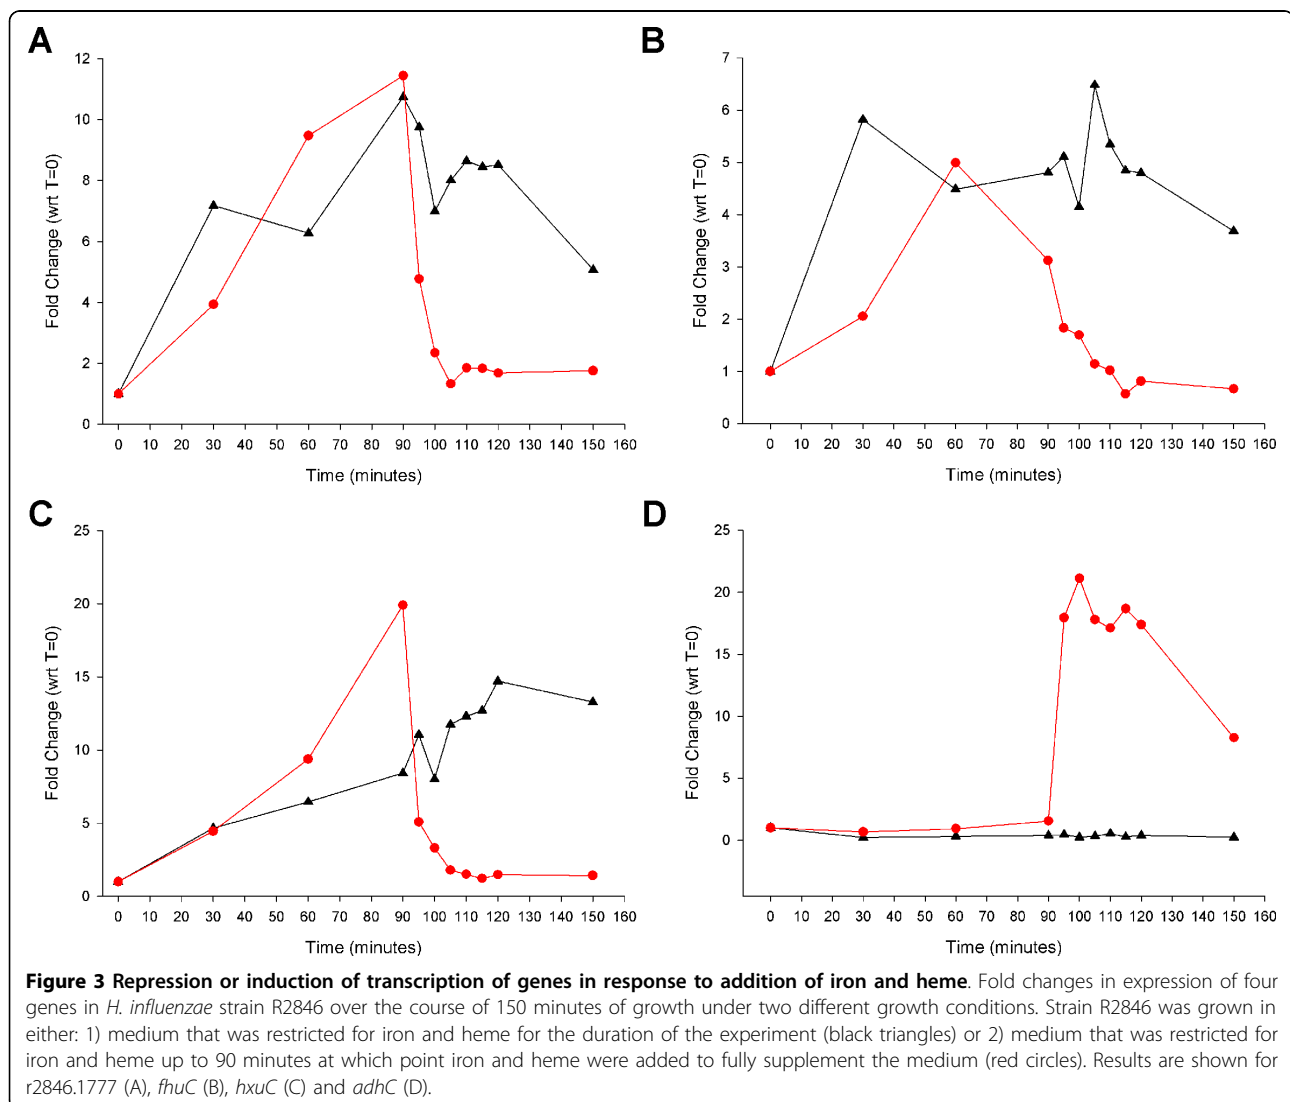 A
Fold Change (wrt T=0)
12
10
8
6
4
2
0
0 10 20 30 40 50 60 70 80 90 100 110 120 130 140 150 160
Time (minutes)
B
Fold Change (wrt T=0)
7
6
5
4
3
2
1
0
0 10 20 30 40 50 60 70 80 90 100 110 120 130 140 150 160
Time (minutes)
C
Fold Change (wrt T=0)
25
20
15
10
5
0
0 10 20 30 40 50 60 70 80 90 100 110 120 130 140 150 160
Time (minutes)
D
Fold Change (wrt T=0)
25
20
15
10
5
0
0 10 20 30 40 50 60 70 80 90 100 110 120 130 140 150 160
Time (minutes)
Figure 3 Repression or induction of transcription of genes in response to addition of iron and heme. Fold changes in expression of four
genes in H. influenzae strain R2846 over the course of 150 minutes of growth under two different growth conditions. Strain R2846 was grown in
either: 1) medium that was restricted for iron and heme for the duration of the experiment (black triangles) or 2) medium that was restricted for
iron and heme up to 90 minutes at which point iron and heme were added to fully supplement the medium (red circles). Results are shown for
r2846.1777 (A), fhuC (B), hxuC (C) and adhC (D).